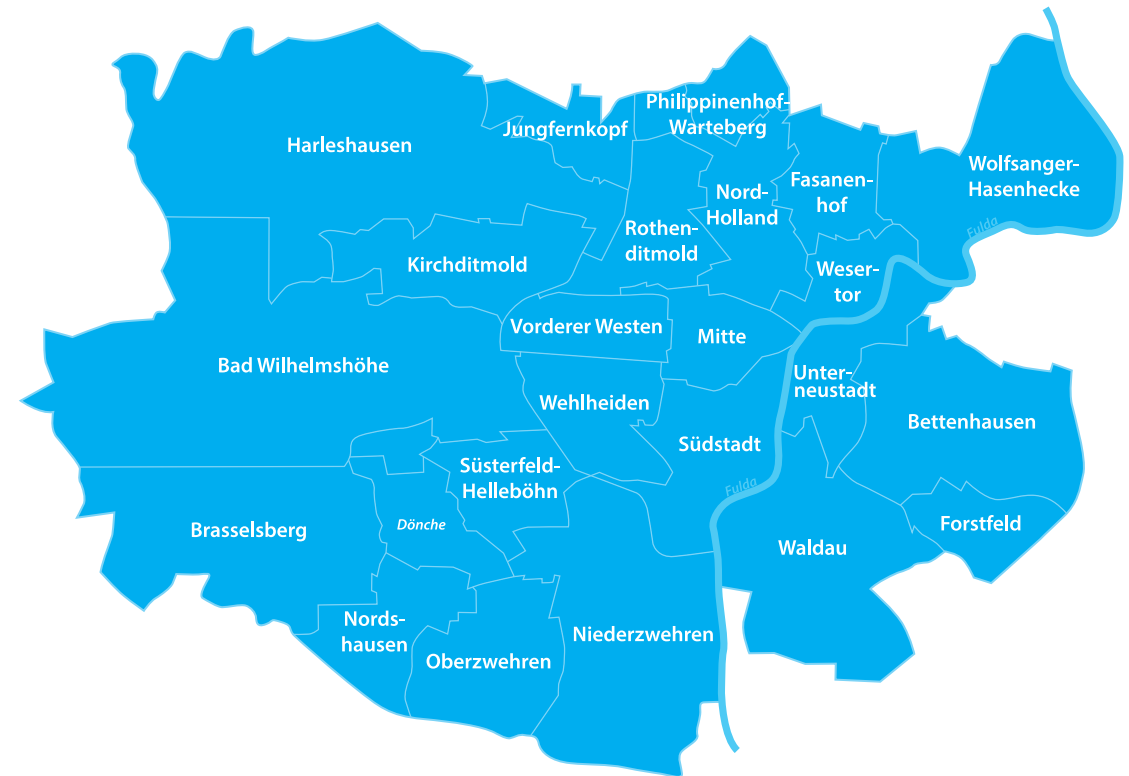 Philippinenhof-
Warteberg
Jungfernkopf
Harleshausen
Wolfsanger-
Hasenhecke
Fasanen-
hof
Nord-
Holland
Rothen-
ditmold
Fulda
Kirchditmold
Weser-
tor
Vorderer Westen
Mitte
Bad Wilhelmshöhe
Unter-
neustadt
Wehlheiden
Bettenhausen
Südstadt
Süsterfeld-
Helleböhn
Fulda
Dönche
Brasselsberg
Forstfeld
Waldau
Nords-
hausen
Niederzwehren
Oberzwehren